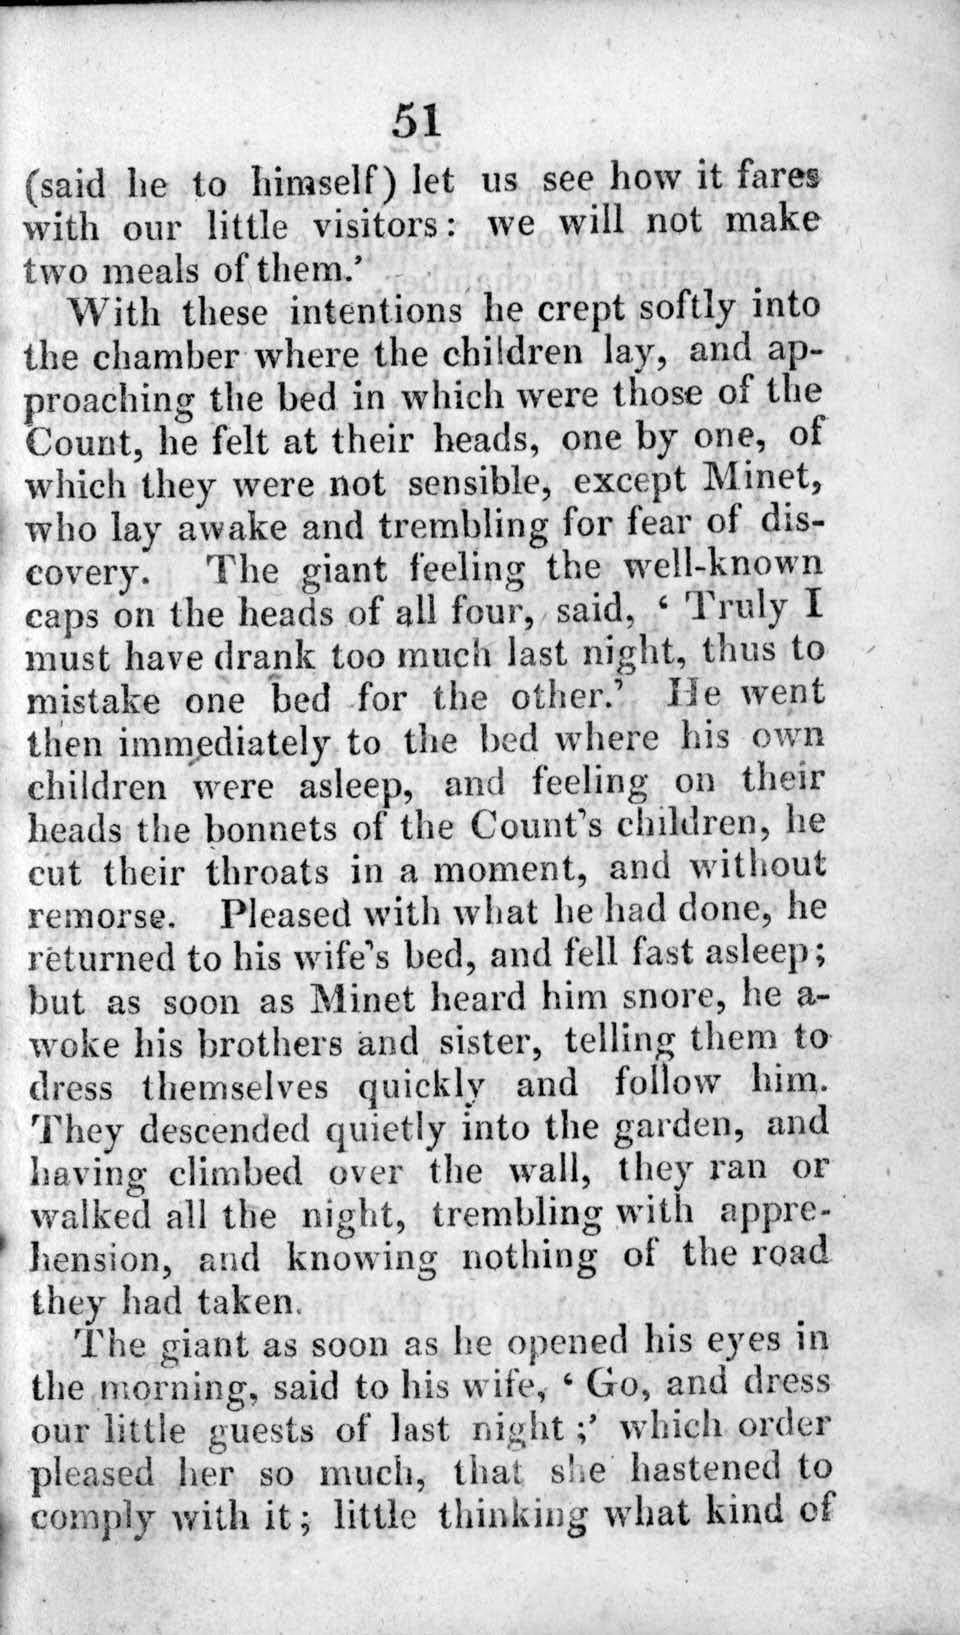 51
(said he to himself) let us see how it fares
with our little visitors: we will not make
two meals of them.’
With these intentions he crept softly into
the chamber where the children lay, and ap-
proaching the bed in which were those of the
Count, he felt at their heads, one by one, of
which they were not sensible, except Minet,
who lay awake and trembling for fear of dis-
covery. The giant feeling the well-known
caps on the heads of all four, said, ‘ Truly I
must have drank too much last night, thus to
mistake one bed for the other.’ He went
then immediately to the bed where his own
children were asleep, and feeling on their
heads the bonnets of the Count's children, he
cut their throats in a moment, and without
remorse. Pleased with what he had done, he
returned to his wife's bed, and fell fast asleep;
but as soon as Minet heard him snore, he a-
woke his brothers and sister, telling them to
dress themselves quickly and follow him.
They descended quietly into the garden, and
having climbed over the wall, they ran or
walked all the night, trembling with appre-
hension, and knowing nothing of the road
they had taken.
The giant as soon as he opened his eyes in
the morning, said to his wife, ‘ Go, and dress
our little guests of last night ;’ which order
pleased her so much, that she hastened to
comply with it; little thinking what kind of